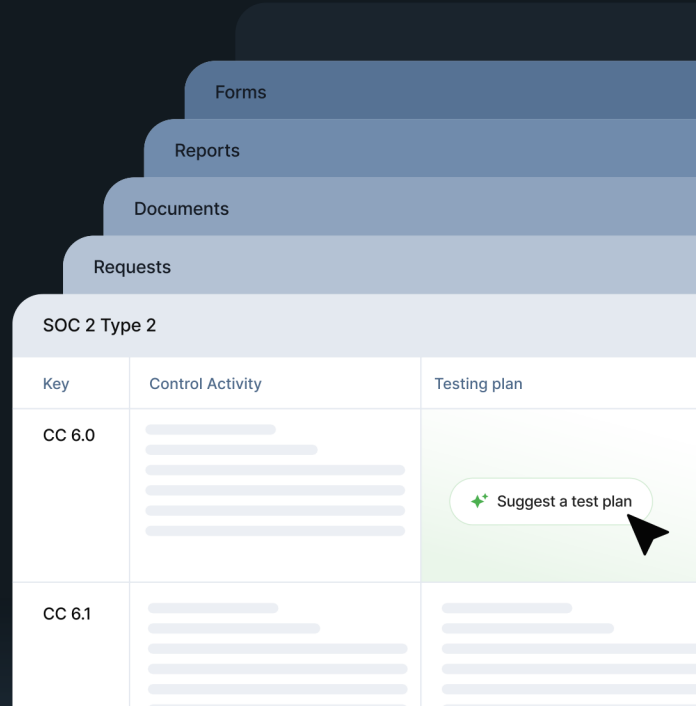 Forms
Reports
Documents
Requests
SOC 2 Type 2
Key
Control Activity
Testing plan
CC 6.0
Suggest a test plan
CC 6.1